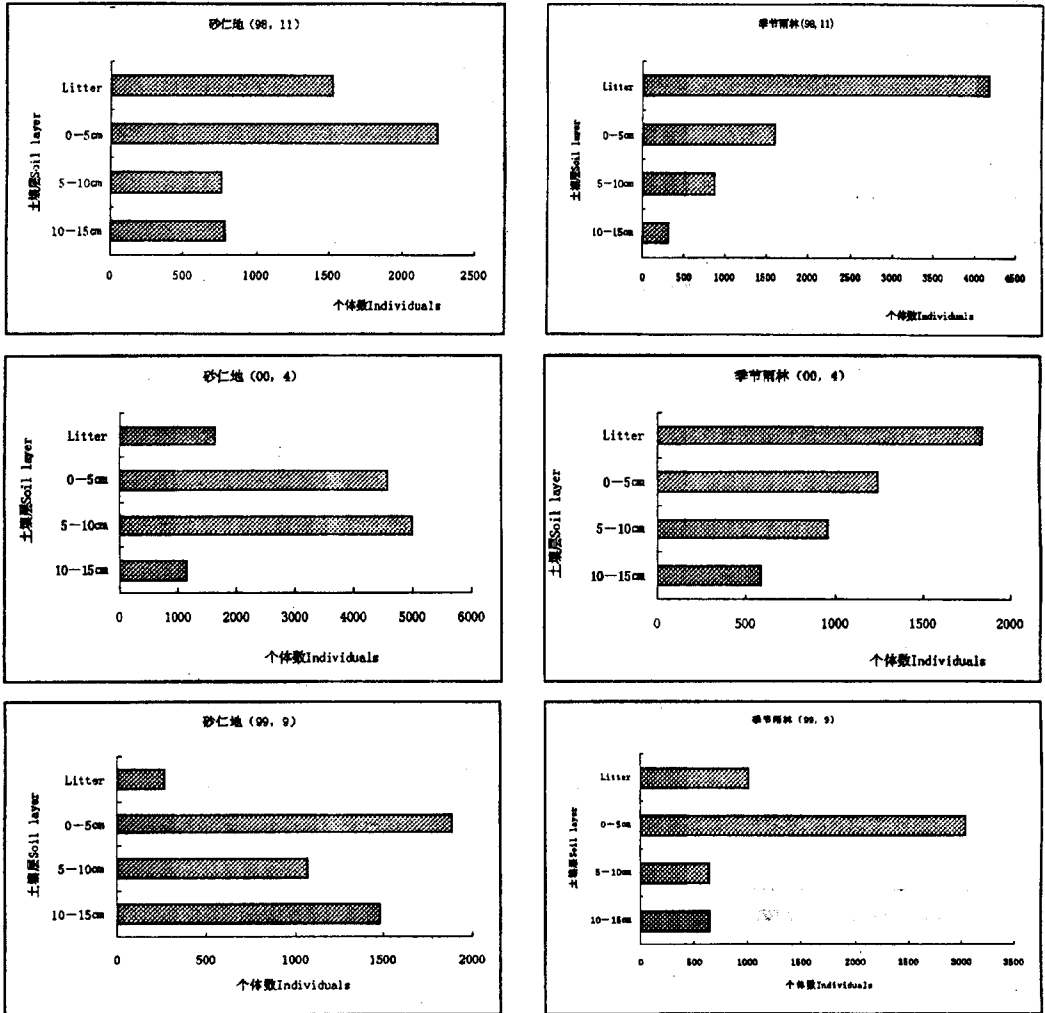 砂仁地（98，11）
土壤层Soil layer
Litter
0—5cm
5—10cm
10—15cm
0 500 1000 1500 2000 2500
个体数Individuals
季节雨林(98,11)
土壤层Soil layer
Litter
0—5cm
5—10cm
10—15cm
0 500 1000 1500 2000 2500 3000 3500 4000 4500
个体数Individuals
砂仁地（00，4）
土壤层Soil layer
Litter
0—5cm
5—10cm
10—15cm
0 1000 2000 3000 4000 5000 6000
个体数Individuals
季节雨林（00，4）
土壤层Soil layer
Litter
0—5cm
5—10cm
10—15cm
0 500 1000 1500 2000
个体数Individuals
砂仁地（99，9）
土壤层Soil layer
Litter
0—5cm
5—10cm
10—15cm
0 500 1000 1500 2000
个体数Individuals
季节雨林（99，9）
土壤层Soil layer
Litter
0—5cm
5—10cm
10—15cm
0 500 1000 1500 2000 2500 3000 3500
个体数Individuals